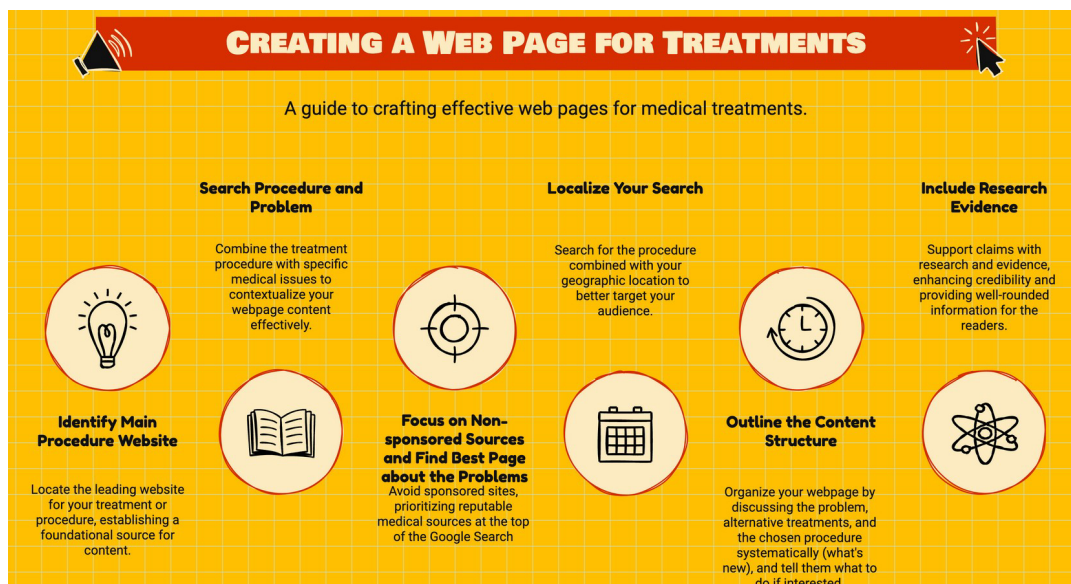 CREATING A WEB PAGE FOR TREATMENTS
A guide to crafting effective web pages for medical treatments.
Identify Main
Procedure Website
Locate the leading website
for your treatment or
procedure, establishing a
foundational source for
content.
Search Procedure and
Problem
Combine the treatment
procedure with specific
medical issues to
contextualize your
webpage content
effectively.
Focus on Non-
sponsored Sources
and Find Best Page
about the Problems
Avoid sponsored sites,
prioritizing reputable
medical sources at the top
of the Google Search
Localize Your Search
Search for the procedure
combined with your
geographic location to
better target your
audience.
Outline the Content
Structure
Organize your webpage by
discussing the problem,
alternative treatments, and
the chosen procedure
systematically (what's
new), and tell them what to
do if interested
Include Research
Evidence
Support claims with
research and evidence,
enhancing credibility and
providing well-rounded
information for the
readers.